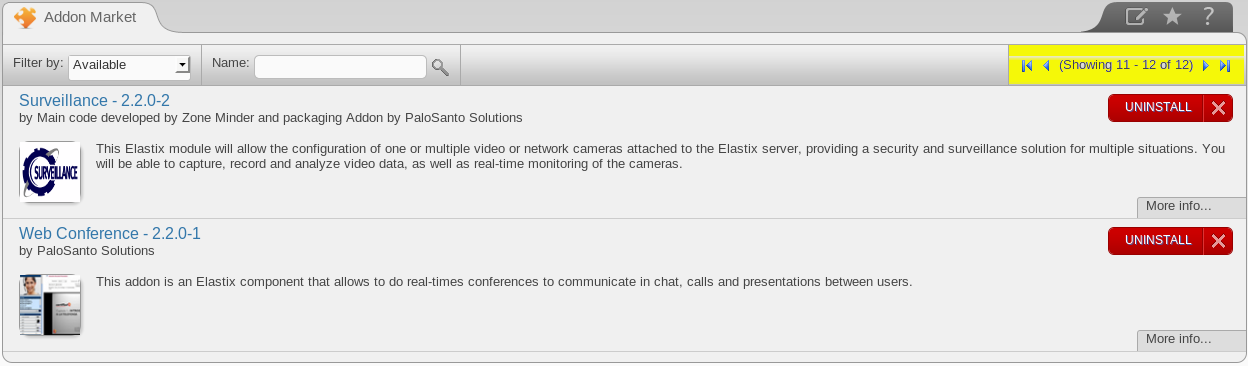 Addon Market
?
Filter by: Available Name: (Showing 11 - 12 of 12)
Surveillance - 2.2.0-2
UNINSTALL
by Main code developed by Zone Minder and packaging Addon by PaloSanto Solutions
SURVEILLANCE
This Elastix module will allow the configuration of one or multiple video or network cameras attached to the Elastix server, providing a security and surveillance solution for multiple situations. You
will be able to capture, record and analyze video data, as well as real-time monitoring of the cameras.
More info...
Web Conference - 2.2.0-1
UNINSTALL
by PaloSanto Solutions
This addon is an Elastix component that allows to do real-times conferences to communicate in chat, calls and presentations between users.
More info...